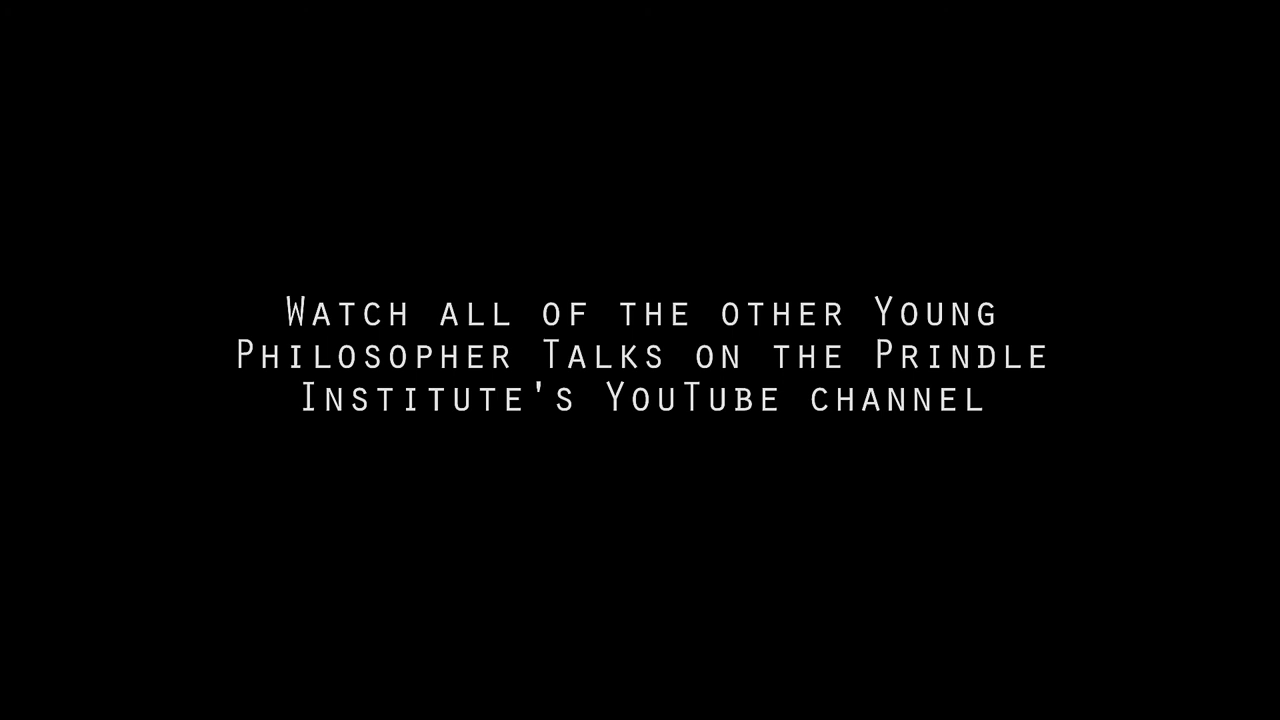 Watch all of the other Young
Philosopher Talks on the Prindle
Institute's YouTube channel